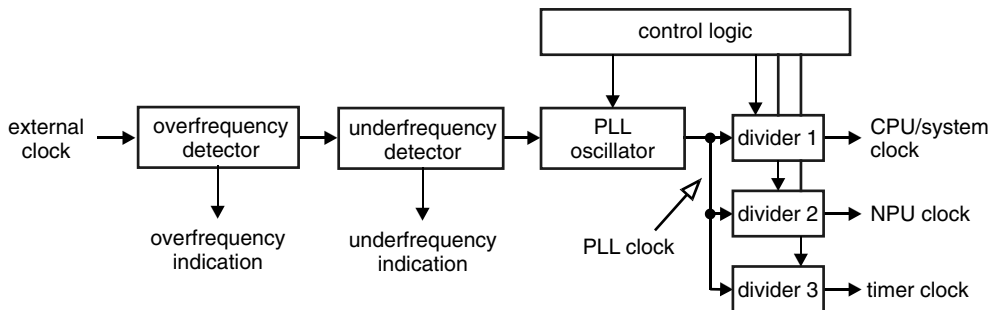 control logic
external
clock
overfrequency
detector
underfrequency
detector
PLL
oscillator
divider 1
CPU/system
clock
overfrequency
indication
underfrequency
indication
PLL clock
divider 2
NPU clock
divider 3
timer clock